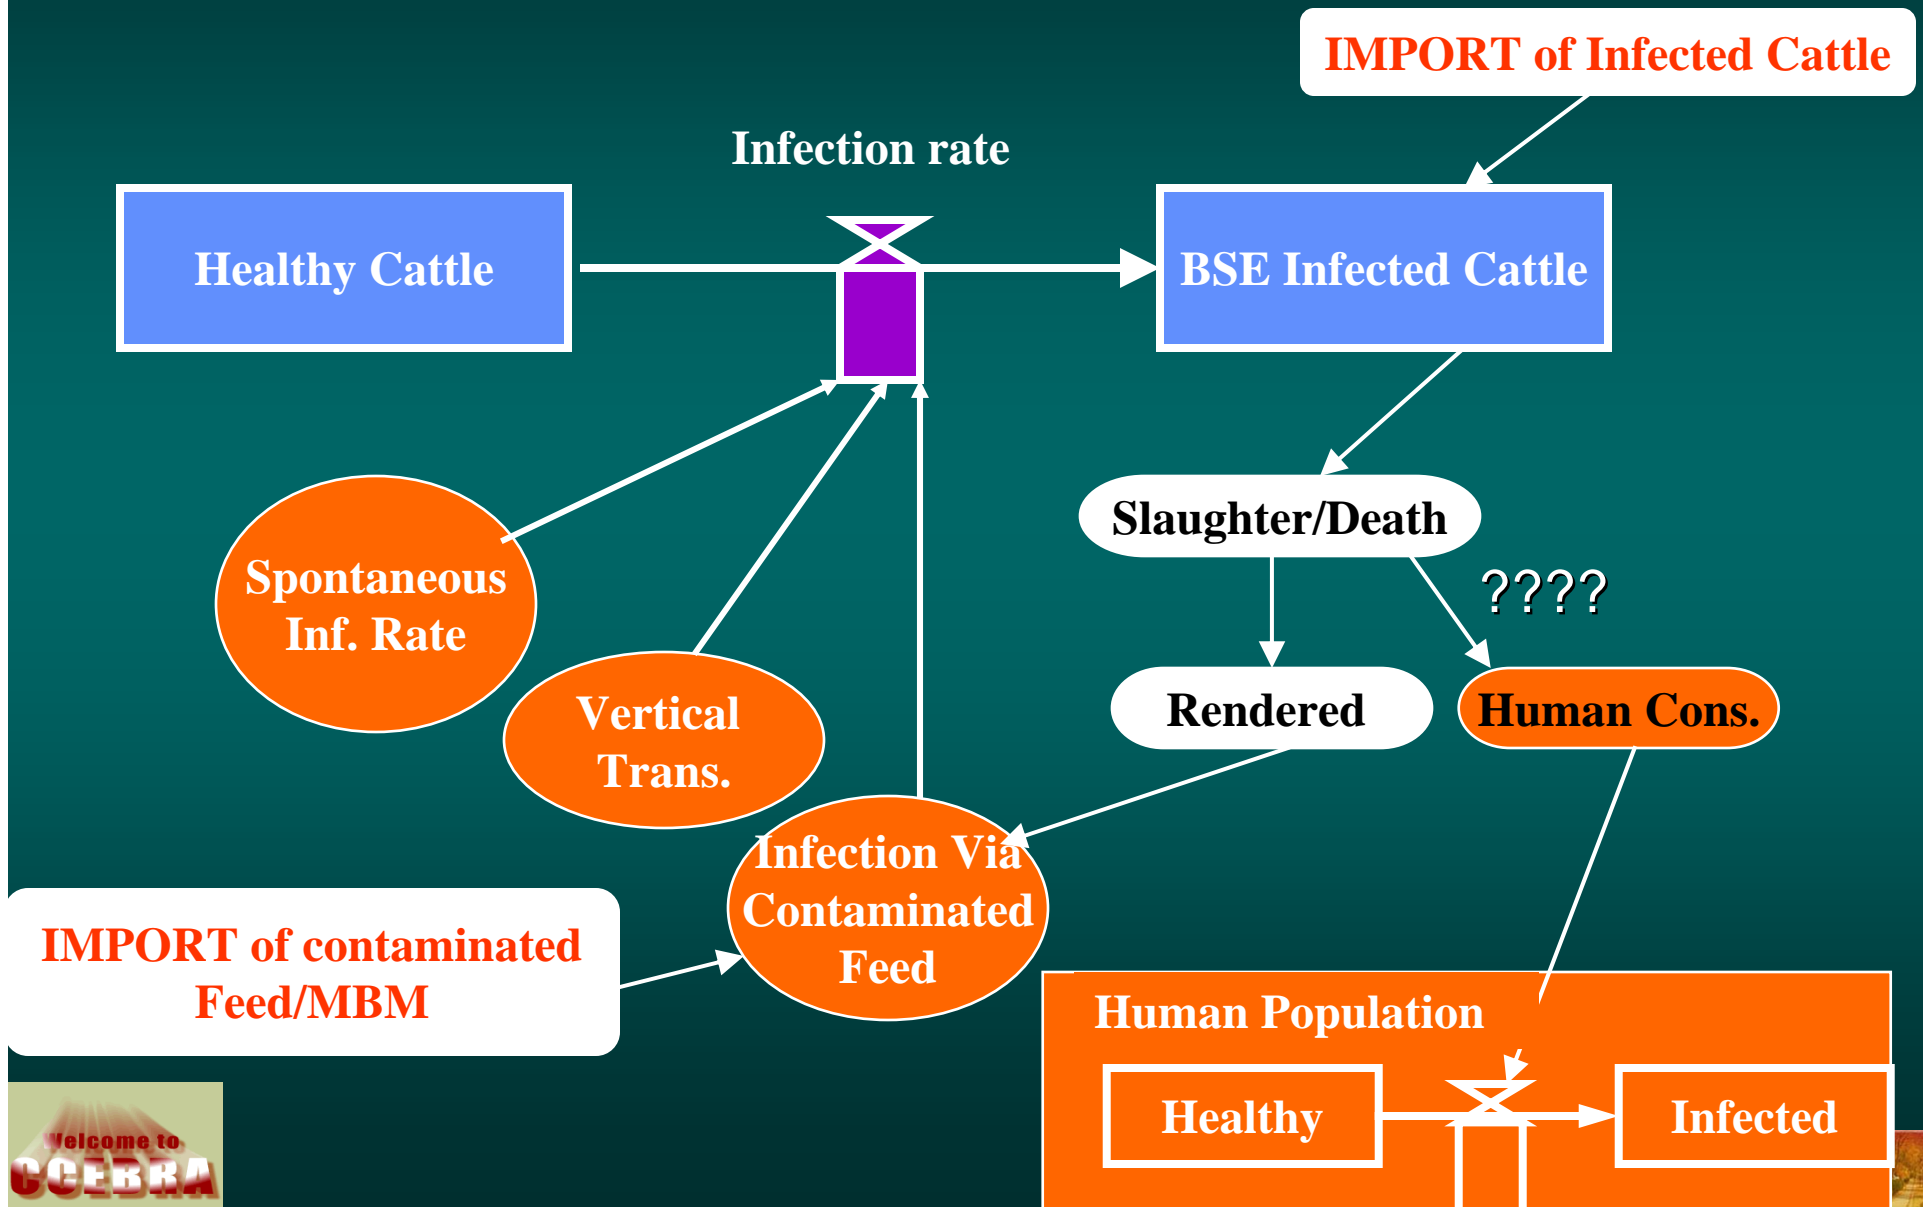 IMPORT of Infected Cattle
Infection rate
Healthy Cattle
BSE Infected Cattle
Slaughter/Death
????
Spontaneous
Inf. Rate
Vertical
Trans.
Rendered
Human Cons.
Infection Via
Contaminated
Feed
IMPORT of contaminated
Feed/MBM
Human Population
Healthy
Infected
Welcome to
CCEBRA